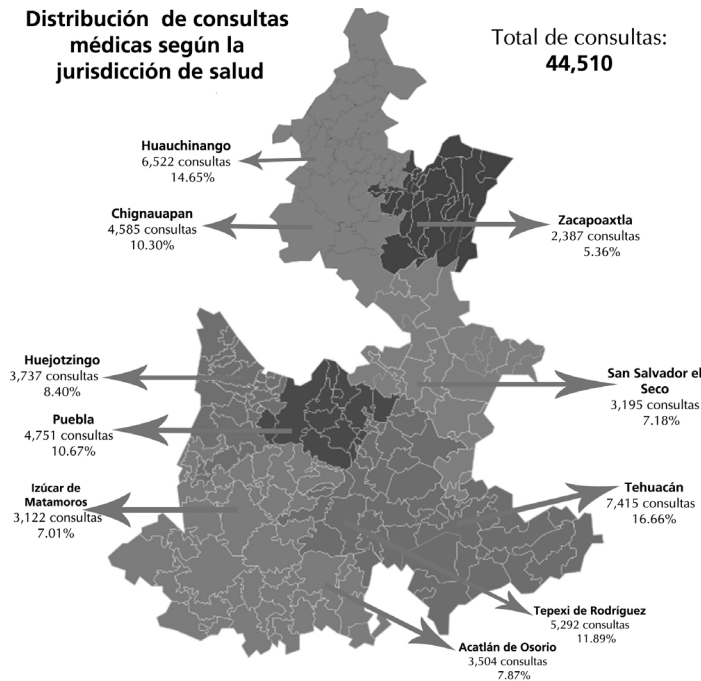 Distribución de consultas
médicas según la
jurisdicción de salud
Total de consultas:
44,510
Huauchinango
6,522 consultas
14.65%
Chignauapan
4,585 consultas
10.30%
Zacapoaxtla
2,387 consultas
5.36%
Huejotzingo
3,737 consultas
8.40%
Puebla
4,751 consultas
10.67%
San Salvador el
Seco
3,195 consultas
7.18%
Izúcar de
Matamoros
3,122 consultas
7.01%
Tehuacán
7,415 consultas
16.66%
Tepexi de Rodríguez
5,292 consultas
11.89%
Acatlán de Osorio
3,504 consultas
7.87%